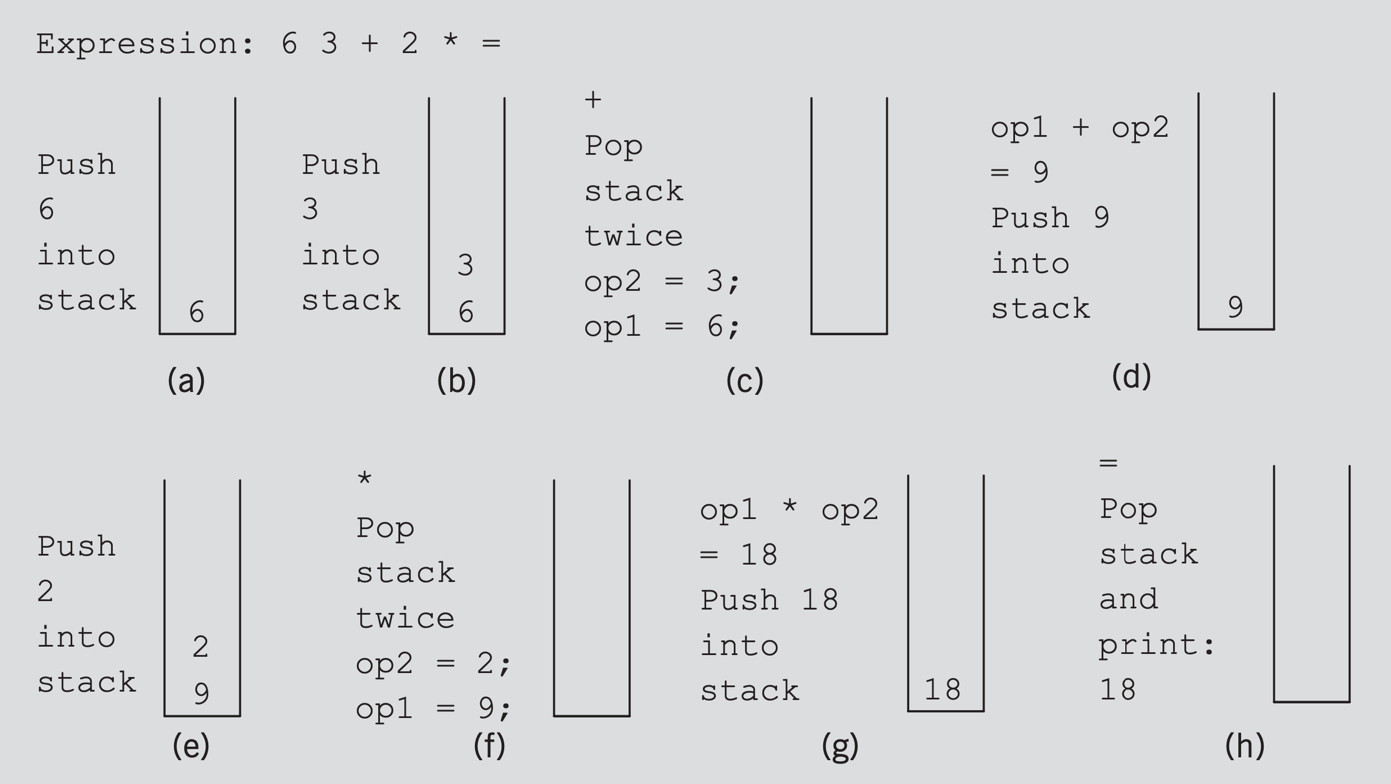 Expression: 6 3 + 2 * =
Push
6
into
stack
6
(a)
Push
3
into
stack
3
6
(b)
+
Pop
stack
twice
op2 = 3;
op1 = 6;
(c)
op1 + op2
= 9
Push 9
into
stack
9
(d)
Push
2
into
stack
2
9
(e)
*
Pop
stack
twice
op2 = 2;
op1 = 9;
(f)
op1 * op2
= 18
Push 18
into
stack
18
(g)
=
Pop
stack
and
print:
18
(h)